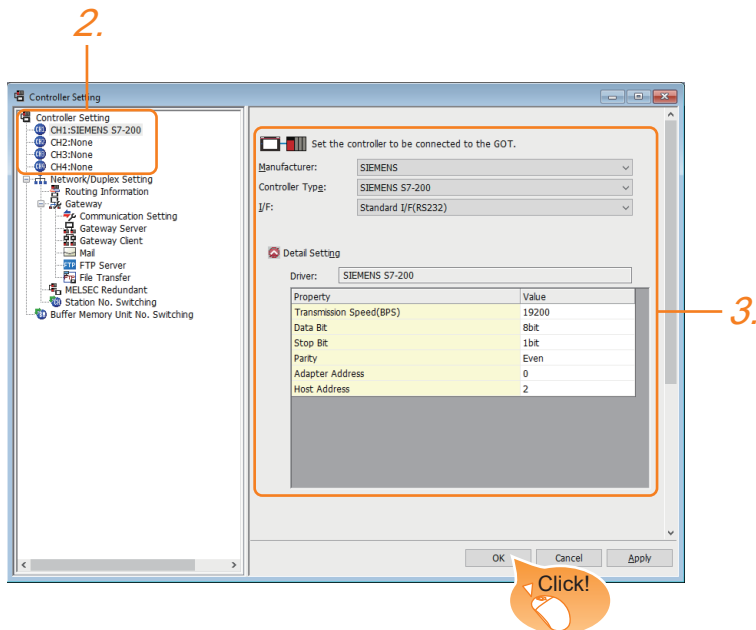 2.
Controller Setting
Controller Setting
CH1:SIEMENS S7-200
CH2:None
CH3:None
CH4:None
Network/Duplex Setting
Routing Information
Gateway
Communication Setting
Gateway Server
Gateway Client
Mail
FTP Server
File Transfer
MELSEC Redundant
Station No. Switching
Buffer Memory Unit No. Switching
Set the controller to be connected to the GOT.
Manufacturer: SIEMENS
Controller Type: SIEMENS S7-200
I/F: Standard I/F(RS232)
Detail Setting
Driver: SIEMENS S7-200
Property Value
Transmission Speed(BPS) 19200
Data Bit 8bit
Stop Bit 1bit
Parity Even
Adapter Address 0
Host Address 2
3.
OK Cancel Apply
Click!